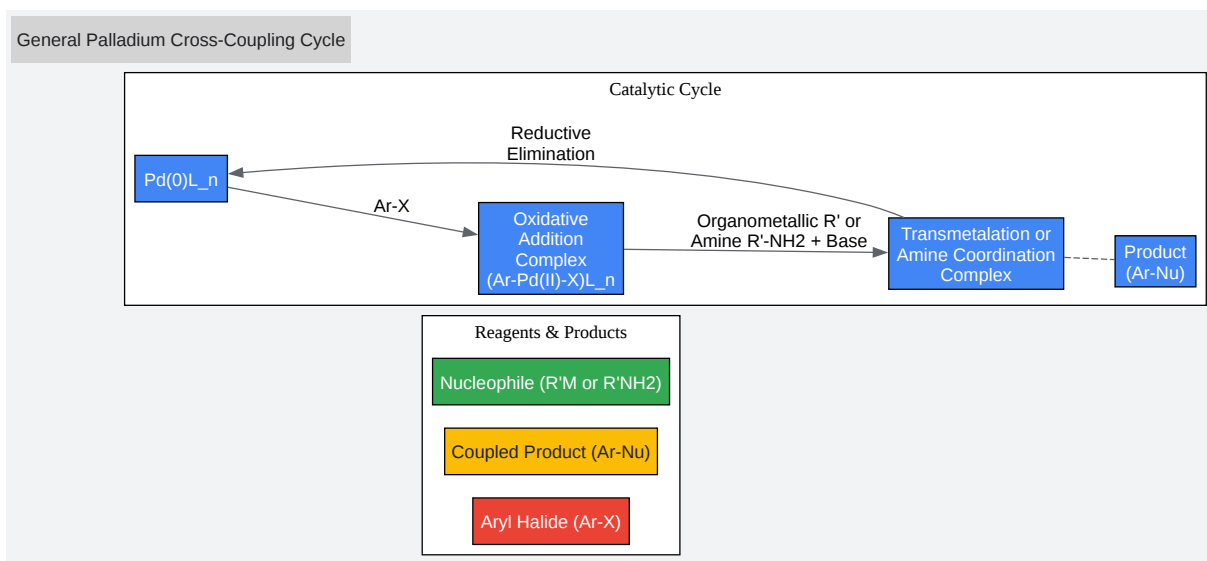 General Palladium Cross-Coupling Cycle
Catalytic Cycle
Reductive
Elimination
Pd(0)L_n
Ar-X
Oxidative
Addition
Complex
(Ar-Pd(II)-X)L_n
Organometallic R' or
Amine R'-NH2 + Base
Transmetalation or
Amine Coordination
Complex
Product
(Ar-Nu)
Reagents & Products
Nucleophile (R'M or R'NH2)
Coupled Product (Ar-Nu)
Aryl Halide (Ar-X)